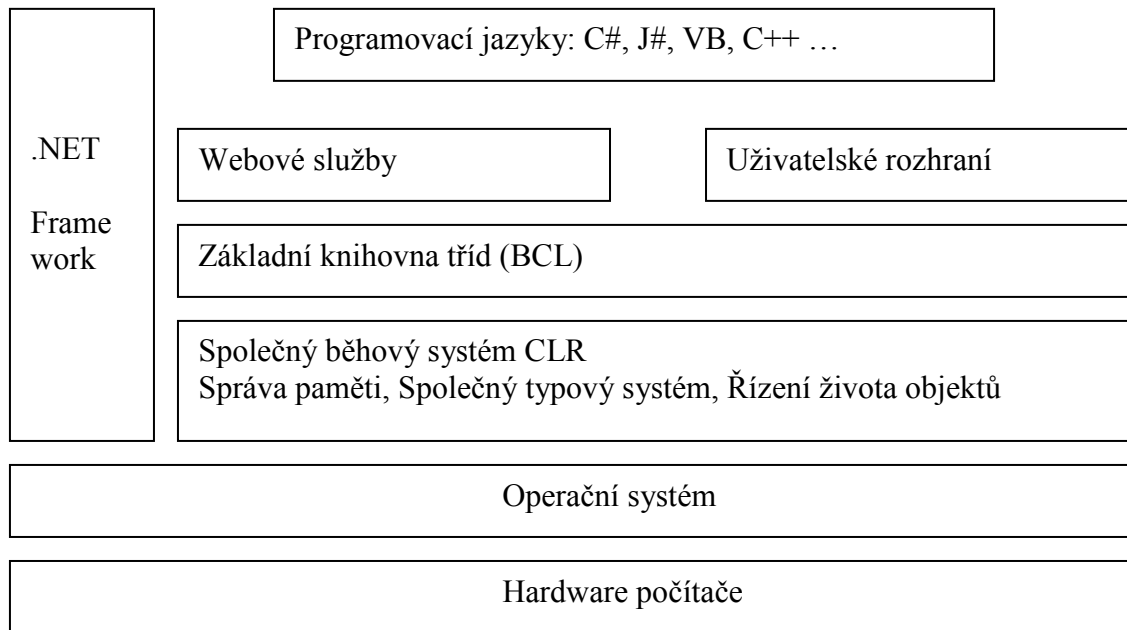 Programovací jazyky: C#, J#, VB, C++ …
.NET
Frame
work
Webové služby
Uživatelské rozhraní
Základní knihovna tříd (BCL)
Společný běhový systém CLR
Správa paměti, Společný typový systém, Řízení života objektů
Operační systém
Hardware počítače